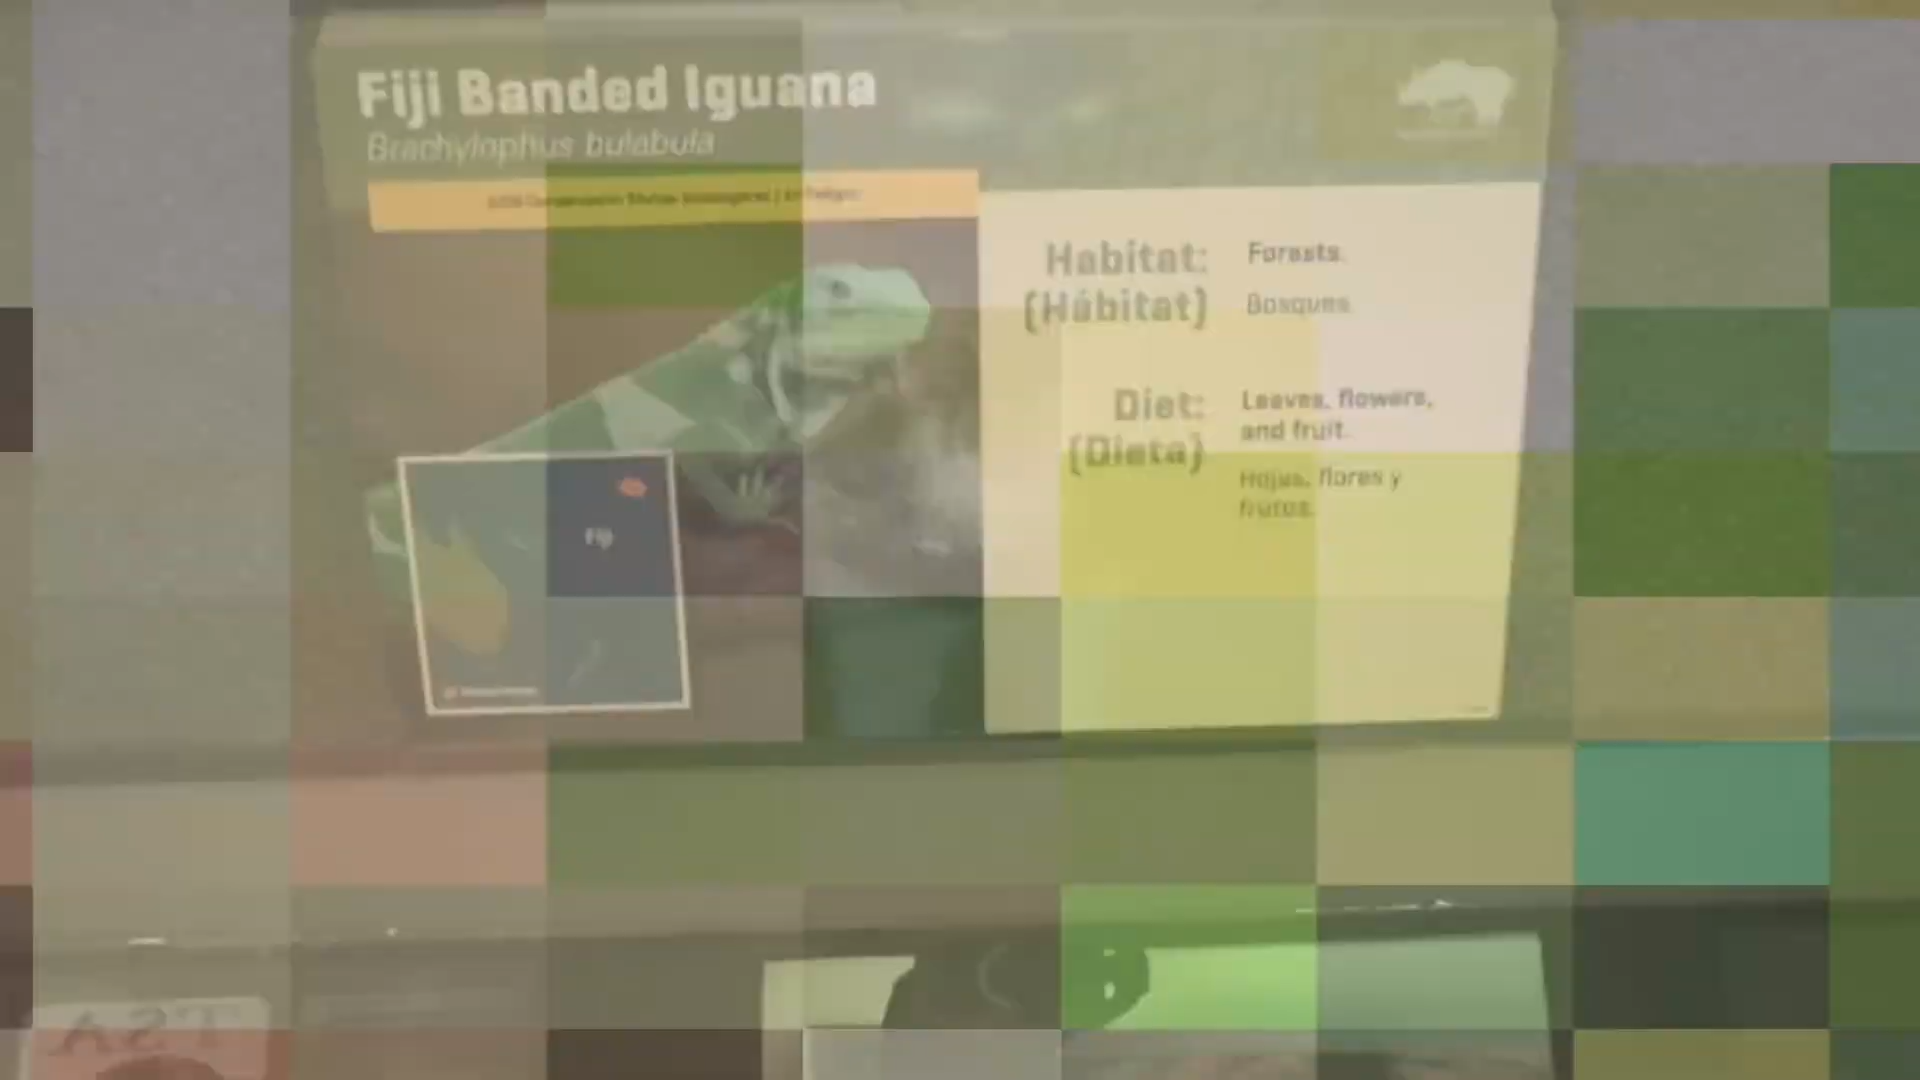 Fiji Banded Iguana
Brachylophus bulabula
Habitat: Forests.
(Hábitat) Bosques.
Diet: Leaves, flowers,
and fruit.
(Dieta)
Hojas, flores y
frutos.
Fiji